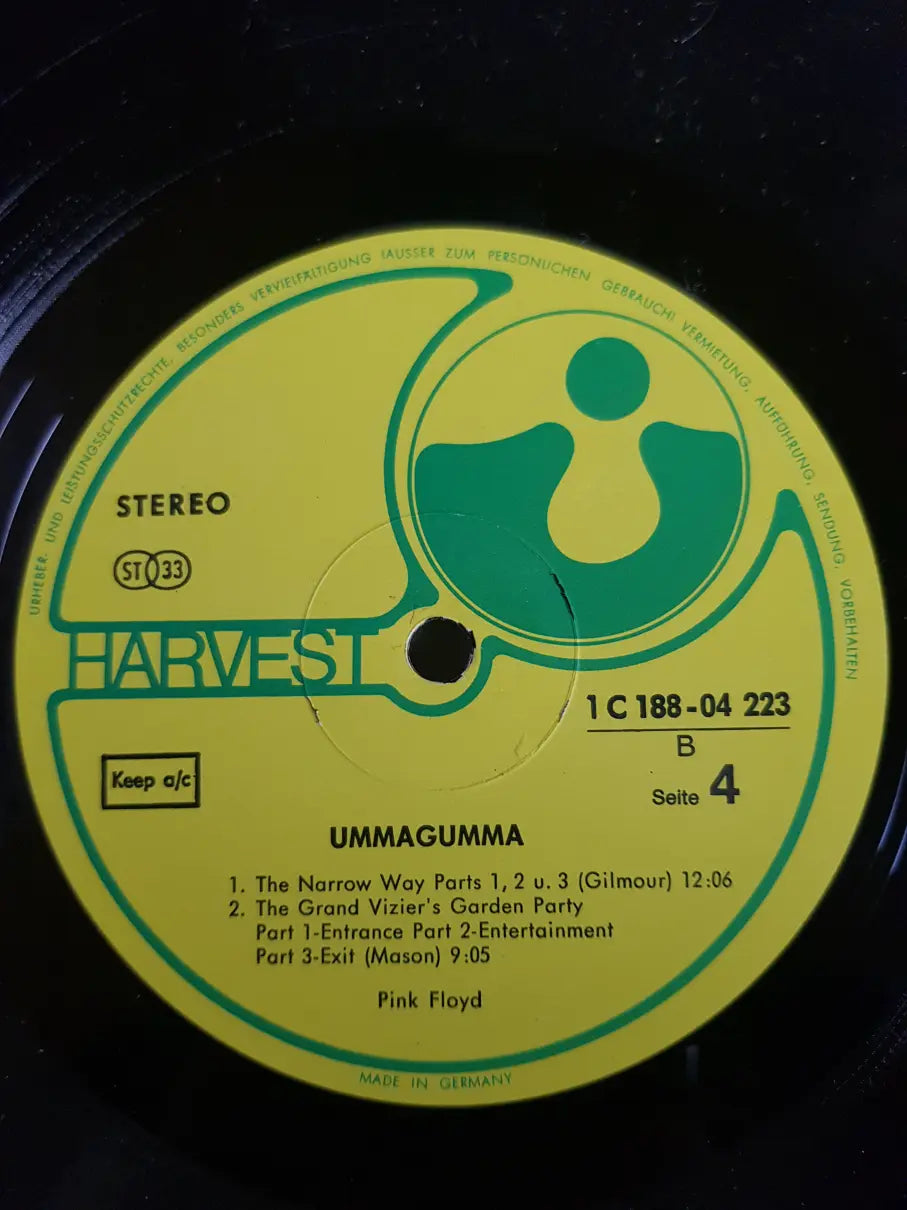 URHEBER- UND LEISTUNGSSCHUTZRECHTE, BESONDERS VERVIELFÄLTIGUNG (AUSSER ZUM PERSÖNLICHEN GEBRAUCH) VERMIETUNG, AUFFÜHRUNG, SENDUNG, VORBEHALTEN
STEREO
ST 33
HARVEST
1 C 188-04 223
B
Seite 4
Keep a/c
UMMAGUMMA
1. The Narrow Way Parts 1, 2 u. 3 (Gilmour) 12:06
2. The Grand Vizier's Garden Party
Part 1-Entrance Part 2-Entertainment
Part 3-Exit (Mason) 9:05
Pink Floyd
MADE IN GERMANY